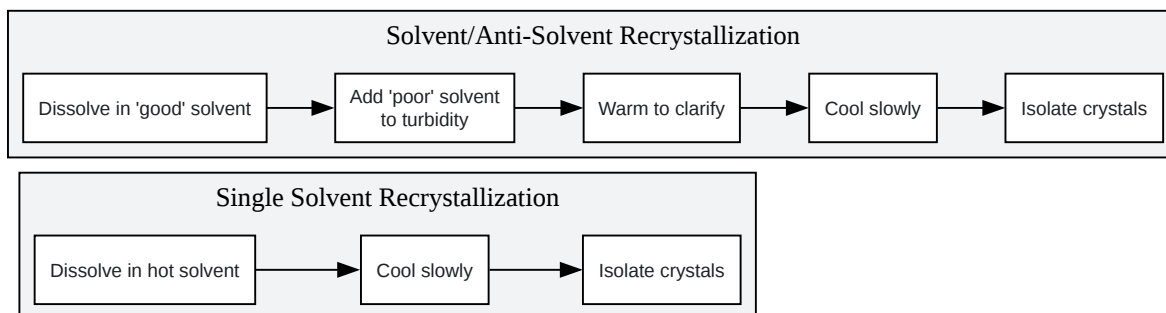 Solvent/Anti-Solvent Recrystallization
Dissolve in 'good' solvent
Add 'poor' solvent
to turbidity
Warm to clarify
Cool slowly
Isolate crystals
Single Solvent Recrystallization
Dissolve in hot solvent
Cool slowly
Isolate crystals